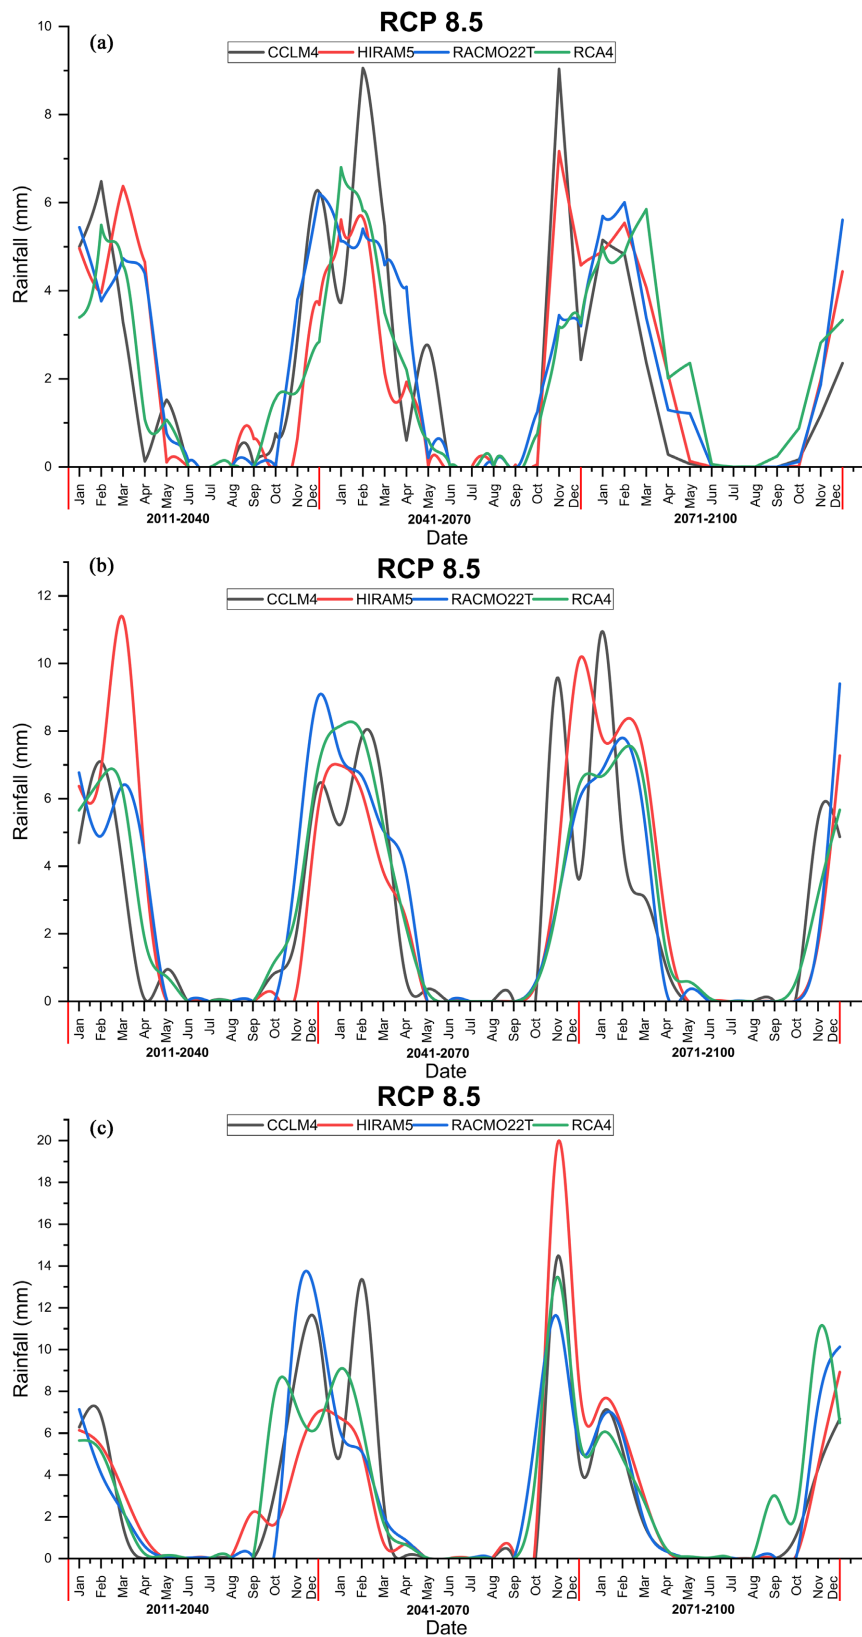 RCP 8.5
(a)
CCLM4 HIRAM5 RACMO22T RCA4
Rainfall (mm)
10
8
6
4
2
0
Jan Feb Mar Apr May Jun Jul Aug Sep Oct Nov Dec Jan Feb Mar Apr May Jun Jul Aug Sep Oct Nov Dec Jan Feb Mar Apr May Jun Jul Aug Sep Oct Nov Dec
2011-2040 2041-2070 2071-2100
Date
(b)
RCP 8.5
CCLM4 HIRAM5 RACMO22T RCA4
Rainfall (mm)
12
10
8
6
4
2
0
Jan Feb Mar Apr May Jun Jul Aug Sep Oct Nov Dec Jan Feb Mar Apr May Jun Jul Aug Sep Oct Nov Dec Jan Feb Mar Apr May Jun Jul Aug Sep Oct Nov Dec
2011-2040 2041-2070 2071-2100
Date
RCP 8.5
(c)
CCLM4 HIRAM5 RACMO22T RCA4
Rainfall (mm)
20
18
16
14
12
10
8
6
4
2
0
Jan Feb Mar Apr May Jun Jul Aug Sep Oct Nov Dec Jan Feb Mar Apr May Jun Jul Aug Sep Oct Nov Dec Jan Feb Mar Apr May Jun Jul Aug Sep Oct Nov Dec
2011-2040 2041-2070 2071-2100
Date